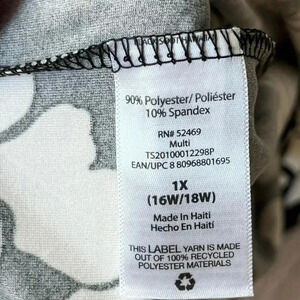 90% Polyester/ Poliéster
10% Spandex
RN# 52469
Multi
TS20100012298P
EAN/UPC 8 80968801695
1X
(16W/18W)
Made In Haiti
Hecho En Haiti
THIS LABEL YARN IS MADE
OUT OF 100% RECYCLED
POLYESTER MATERIALS